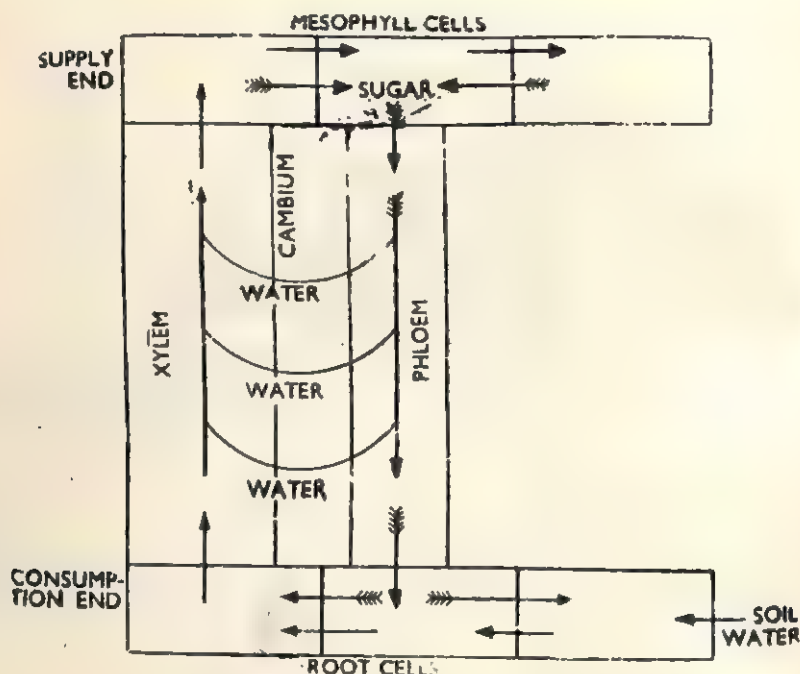 MESOPHYLL CELLS
SUPPLY
END
SUGAR
CAMBIUM
WATER
XYLEM
PHLOEM
WATER
WATER
CONSUMP-
TION END
SOIL
WATER
ROOT CELLS